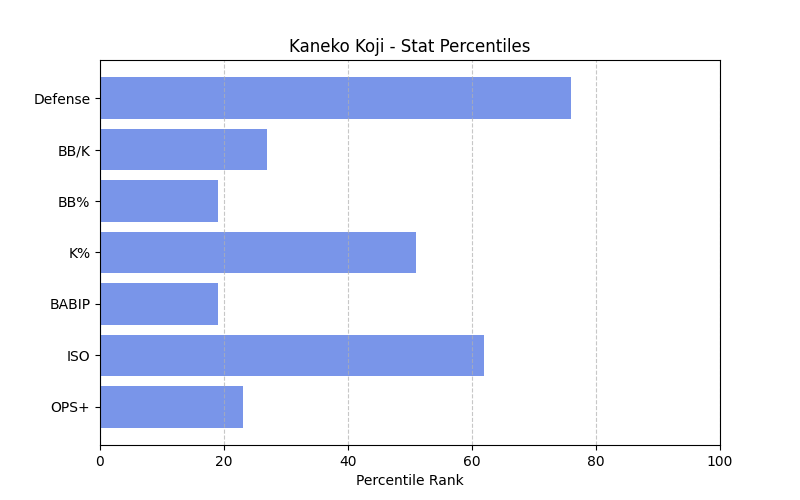 Kaneko Koji - Stat Percentiles
Defense
BB/K
BB%
K%
BABIP
ISO
OPS+
0 20 40 60 80 100
Percentile Rank